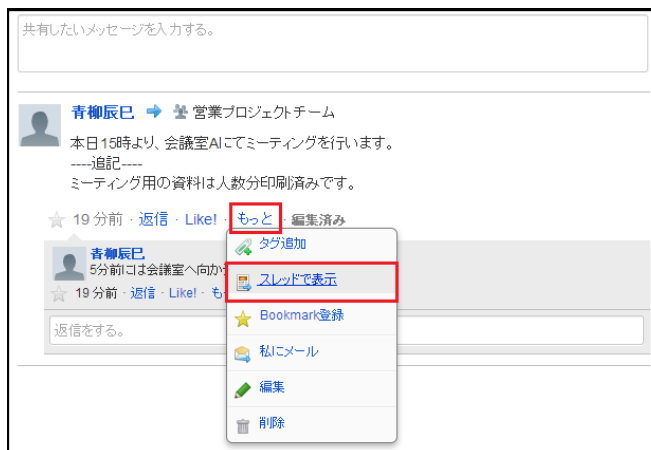 共有したいメッセージを入力する。
青柳辰巳 営業プロジェクトチーム
本日15時より、会議室AIにてミーティングを行います。
----追記----
ミーティング用の資料は人数分印刷済みです。
19 分前 · 返信 · Like! · もっと · 編集済み
タグ追加
スレッドで表示
Bookmark登録
私にメール
編集
削除
青柳辰巳
5分前には会議室へ向か
19 分前 · 返信 · Like! · も
返信をする。